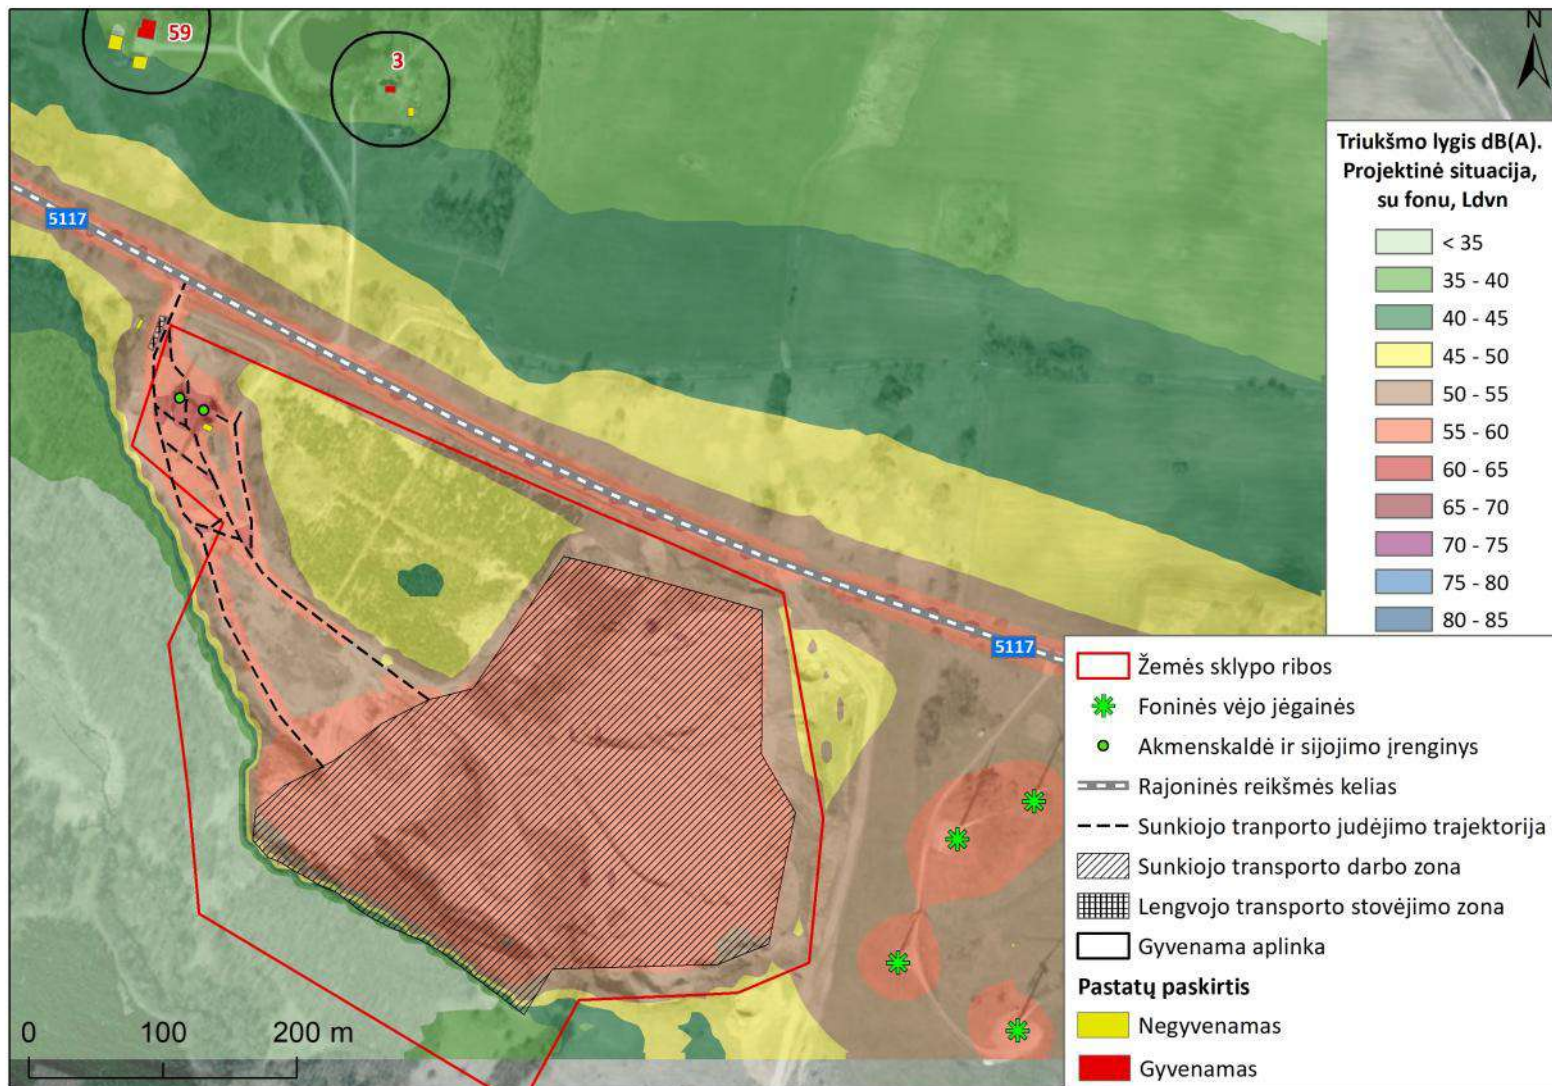 59
3
N
5117
5117
Triukšmo lygis dB(A).
Projektinė situacija,
su fonu, Ldvn
< 35
35 - 40
40 - 45
45 - 50
50 - 55
55 - 60
60 - 65
65 - 70
70 - 75
75 - 80
80 - 85
Žemės sklypo ribos
Foninės vėjo jėgainės
Akmenskaldė ir sijojimo įrenginys
Rajoninės reikšmės kelias
Sunkiojo tranporto judėjimo trajektorija
Sunkiojo transporto darbo zona
Lengvojo transporto stovėjimo zona
Gyvenama aplinka
Pastatų paskirtis
Negyvenamas
Gyvenamas
0 100 200 m